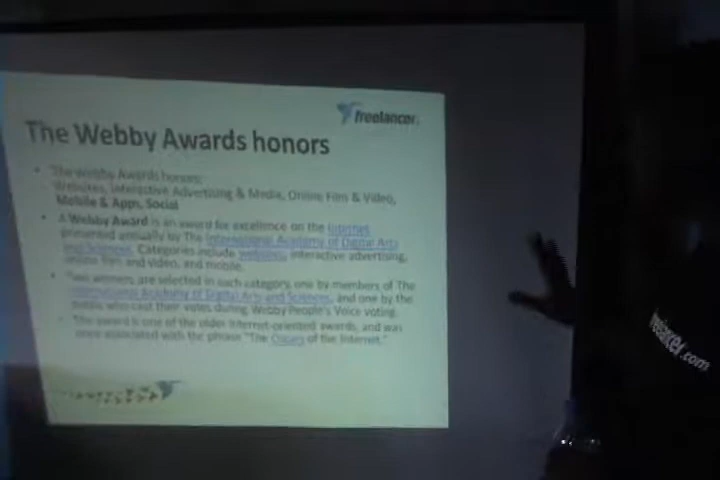 freelancer
The Webby Awards honors
• The Webby Awards honors:
Websites, Interactive Advertising & Media, Online Film & Video,
Mobile & Apps, Social
• A Webby Award is an award for excellence on the Internet
presented annually by The International Academy of Digital Arts
and Sciences. Categories include websites, interactive advertising,
online film and video, and mobile.
• Two winners are selected in each category, one by members of The
International Academy of Digital Arts and Sciences, and one by the
public who cast their votes during Webby People's Voice voting.
• The award is one of the older Internet-oriented awards, and was
once associated with the phrase "The Oscars of the Internet."
freelancer.com